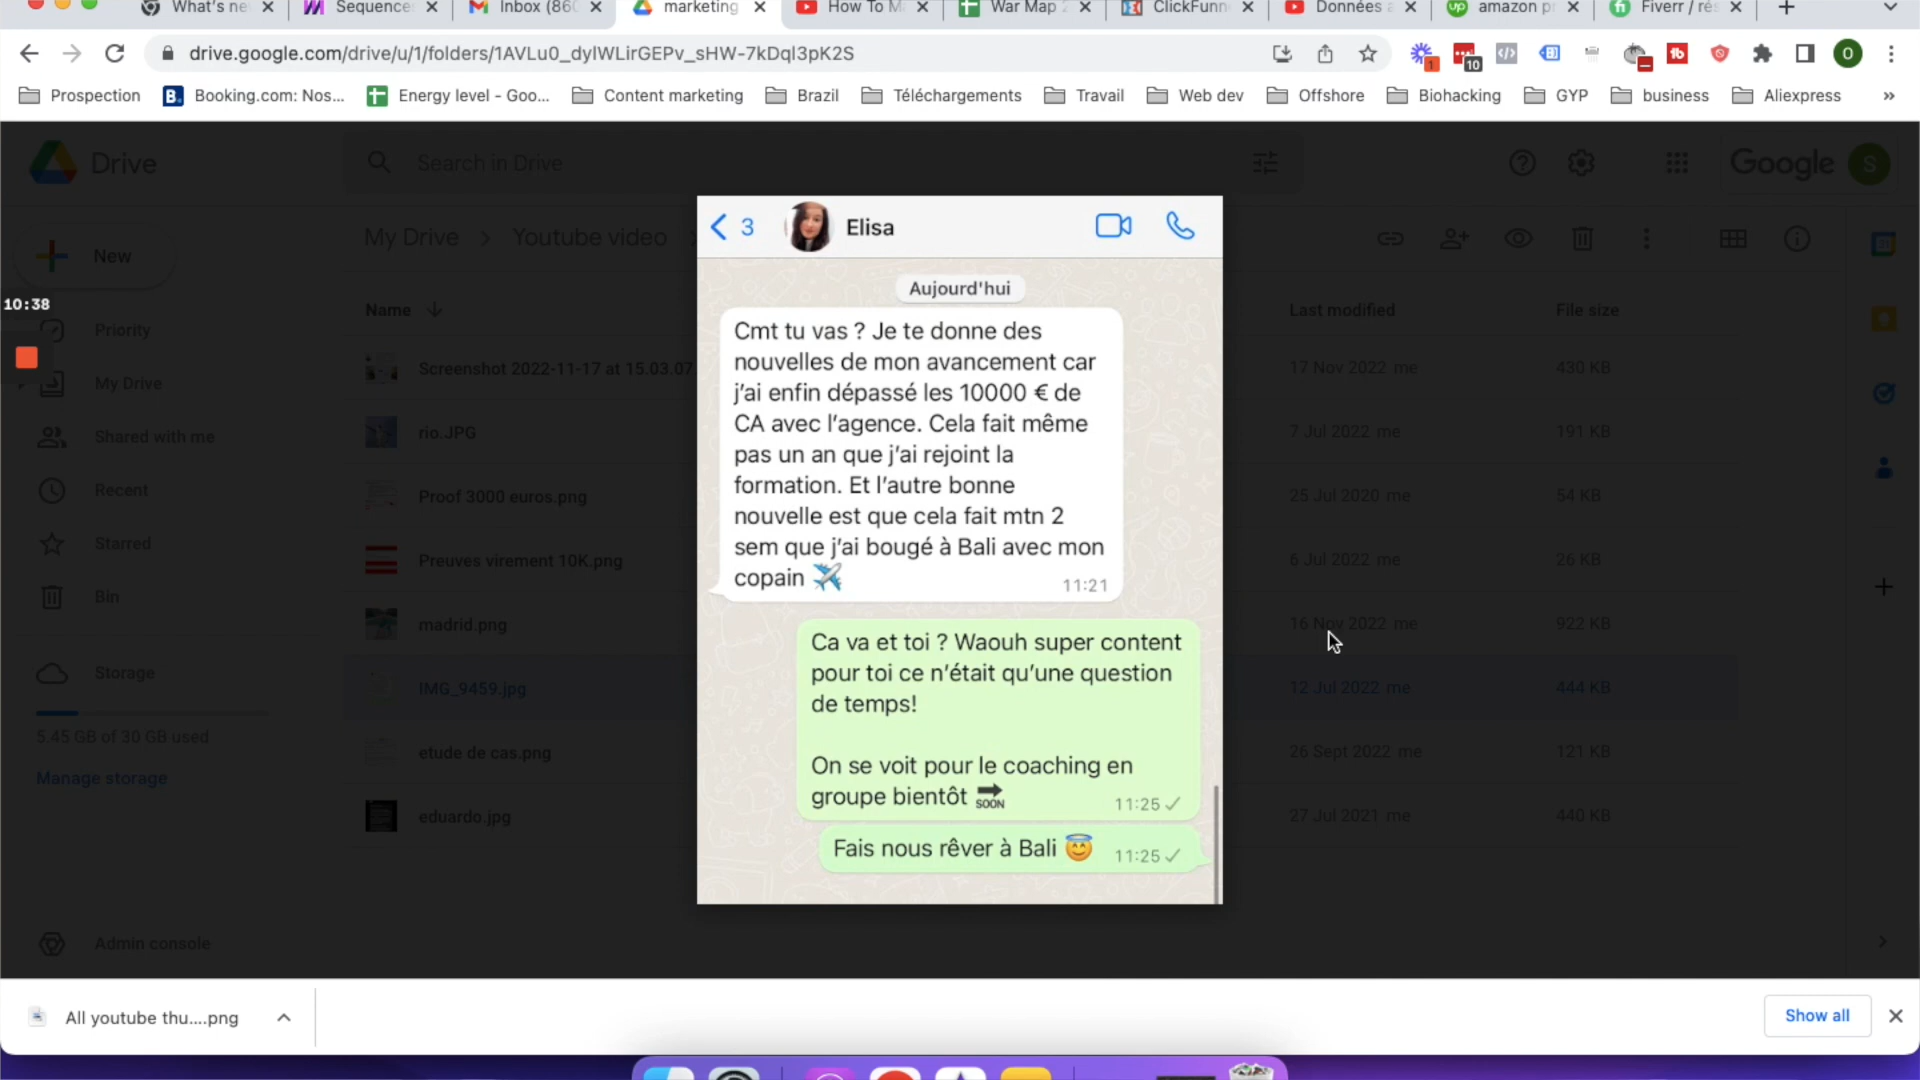 What's ne
Sequence
Inbox (860
marketing
How To M
War Map 2
ClickFunn
Données a
amazon p
Fiverr / ré
drive.google.com/drive/u/1/folders/1AVLu0_dylWLirGEPv_sHW-7kDql3pK2S
1
10
O
Prospection
Booking.com: Nos...
Energy level - Goo...
Content marketing
Brazil
Téléchargements
Travail
Web dev
Offshore
Biohacking
GYP
business
Aliexpress
»
Drive
Search in Drive
Google
S
New
My Drive
Youtube video
10:38
Name
Last modified
File size
Priority
My Drive
Shared with me
Recent
Starred
Bin
Storage
5.45 GB of 30 GB used
Manage storage
Admin console
Screenshot 2022-11-17 at 15.03.07
17 Nov 2022 me
430 KB
rio.JPG
7 Jul 2022 me
191 KB
Proof 3000 euros.png
25 Jul 2020 me
54 KB
Preuves virement 10K.png
6 Jul 2022 me
26 KB
madrid.png
16 Nov 2022 me
922 KB
IMG_9459.jpg
12 Jul 2022 me
444 KB
etude de cas.png
26 Sept 2022 me
121 KB
eduardo.jpg
27 Jul 2021 me
440 KB
3
Elisa
Aujourd'hui
Cmt tu vas ? Je te donne des
nouvelles de mon avancement car
j'ai enfin dépassé les 10000 € de
CA avec l'agence. Cela fait même
pas un an que j'ai rejoint la
formation. Et l'autre bonne
nouvelle est que cela fait mtn 2
sem que j'ai bougé à Bali avec mon
copain ✈️
11:21
Ca va et toi ? Waouh super content
pour toi ce n'était qu'une question
de temps!
On se voit pour le coaching en
groupe bientôt 🔜
11:25
Fais nous rêver à Bali 😇
11:25
All youtube thu....png
Show all